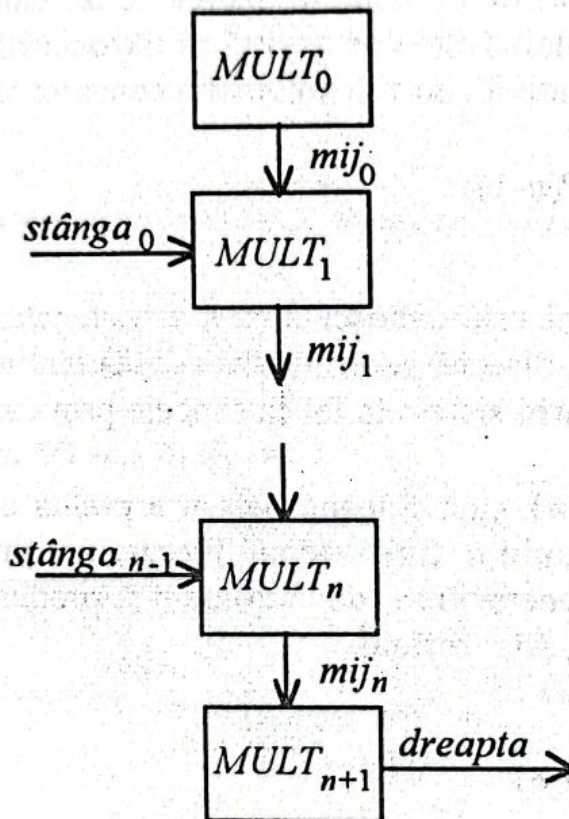 MULT₀
mij₀
stânga₀
MULT₁
mij₁
stânga n-1
MULTₙ
mijₙ
MULTₙ₊₁
dreapta